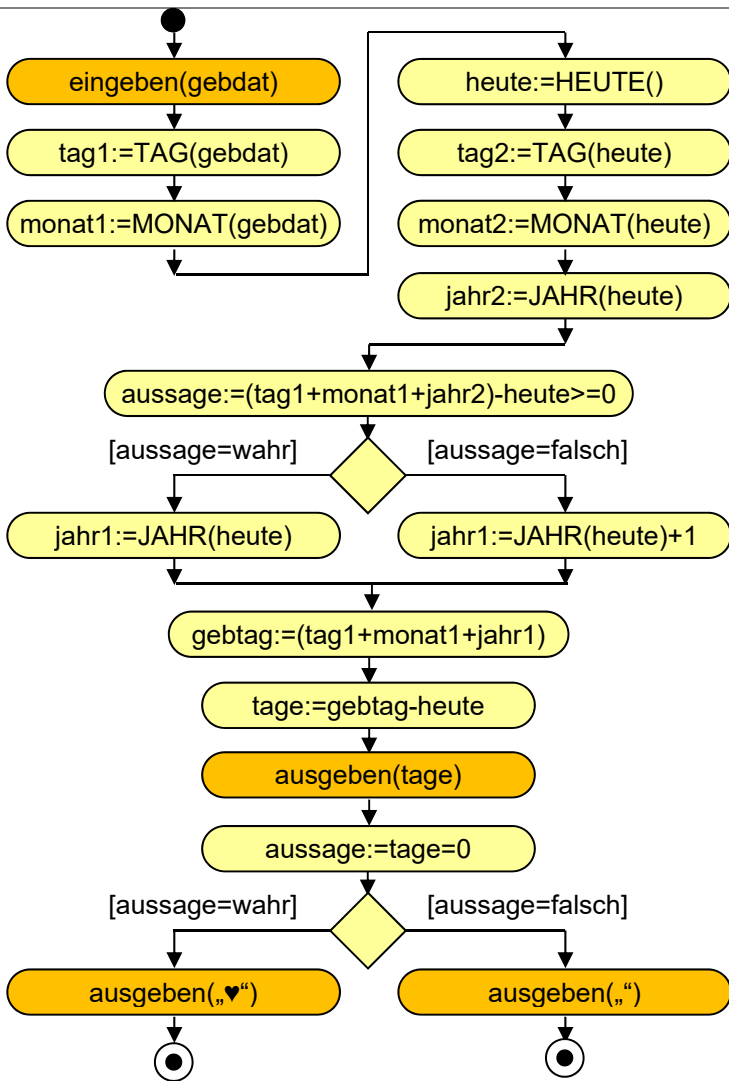 eingeben(gebdat)
tag1:=TAG(gebdat)
monat1:=MONAT(gebdat)
heute:=HEUTE()
tag2:=TAG(heute)
monat2:=MONAT(heute)
jahr2:=JAHR(heute)
aussage:=(tag1+monat1+jahr2)-heute>=0
[aussage=wahr]
[aussage=falsch]
jahr1:=JAHR(heute)
jahr1:=JAHR(heute)+1
gebtag:=(tag1+monat1+jahr1)
tage:=gebtag-heute
ausgeben(tage)
aussage:=tage=0
[aussage=wahr]
[aussage=falsch]
ausgeben(„♥“)
ausgeben(„“)